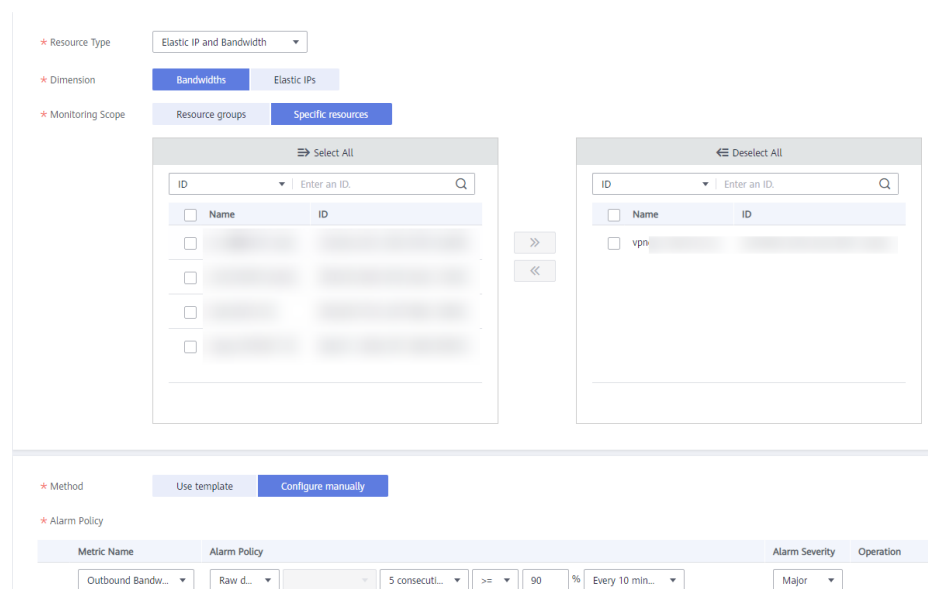 * Resource Type Elastic IP and Bandwidth
* Dimension Bandwidths Elastic IPs
* Monitoring Scope Resource groups Specific resources
Select All Deselect All
ID Enter an ID. ID Enter an ID.
Name ID Name ID
* Method Use template Configure manually
* Alarm Policy
Metric Name Alarm Policy Alarm Severity Operation
Outbound Bandw... Raw d... 5 consecuti... >= 90 % Every 10 min... Major